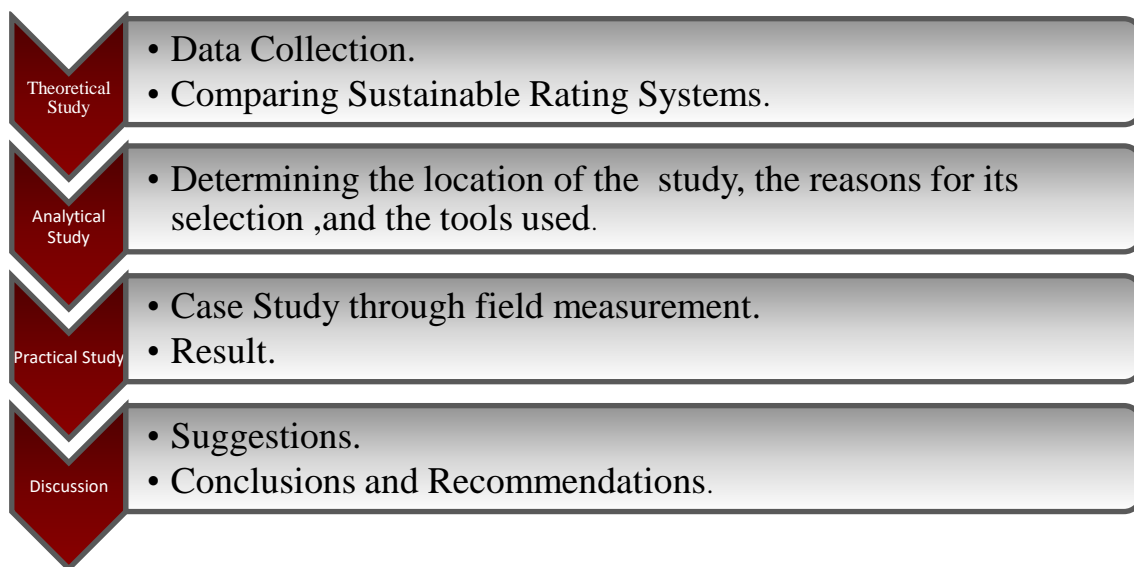 Theoretical
Study
• Data Collection.
• Comparing Sustainable Rating Systems.
Analytical
Study
• Determining the location of the  study, the reasons for its
selection ,and the tools used.
Practical Study
• Case Study through field measurement.
• Result.
Discussion
• Suggestions.
• Conclusions and Recommendations.